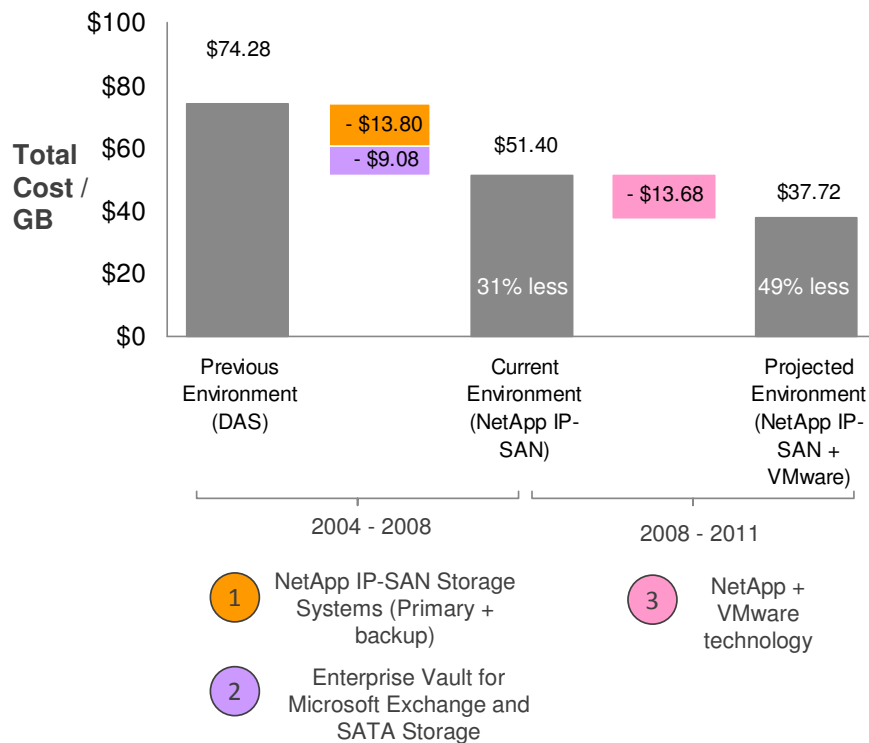 $100
$80
$60
$40
$20
$0
Total
Cost /
GB
$74.28
- $13.80
- $9.08
$51.40
31% less
- $13.68
$37.72
49% less
Previous
Environment
(DAS)
Current
Environment
(NetApp IP-
SAN)
Projected
Environment
(NetApp IP-
SAN +
VMware)
2004 - 2008
2008 - 2011
1
NetApp IP-SAN Storage
Systems (Primary +
backup)
2
Enterprise Vault for
Microsoft Exchange and
SATA Storage
3
NetApp +
VMware
technology